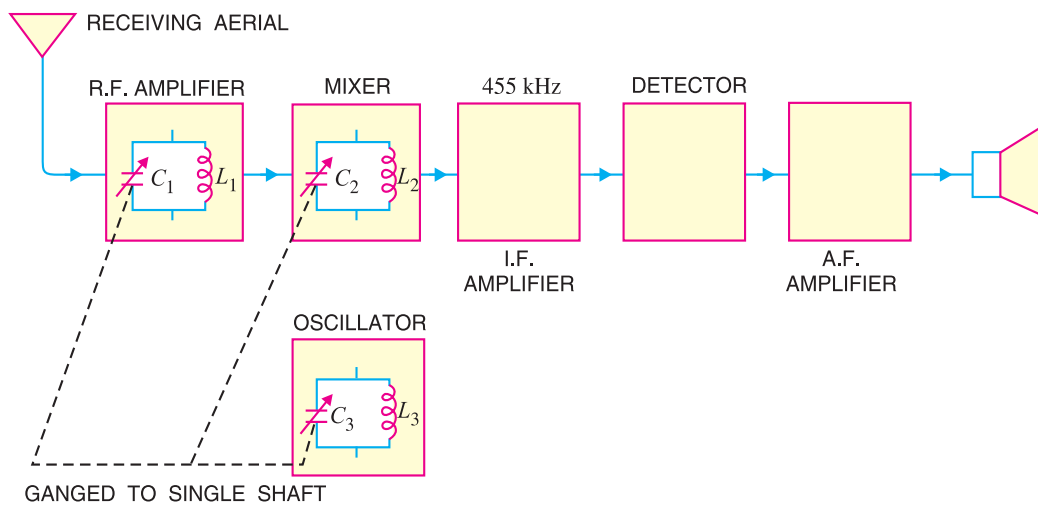 RECEIVING AERIAL
R.F. AMPLIFIER
MIXER
455 kHz
DETECTOR
C1
L1
C2
L2
I.F.
AMPLIFIER
A.F.
AMPLIFIER
OSCILLATOR
C3
L3
GANGED TO SINGLE SHAFT